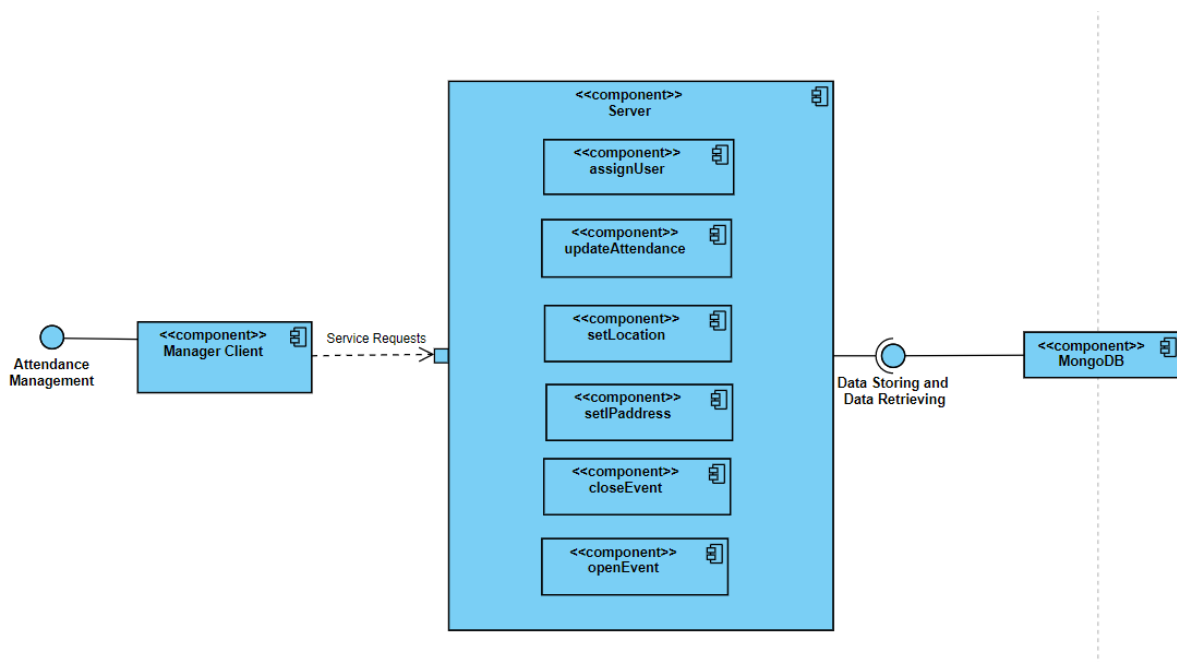 <<component>>
Server
<<component>>
assignUser
<<component>>
updateAttendance
<<component>>
setLocation
<<component>>
setIPaddress
<<component>>
closeEvent
<<component>>
openEvent
Attendance
Management
<<component>>
Manager Client
Service Requests
Data Storing and
Data Retrieving
<<component>>
MongoDB